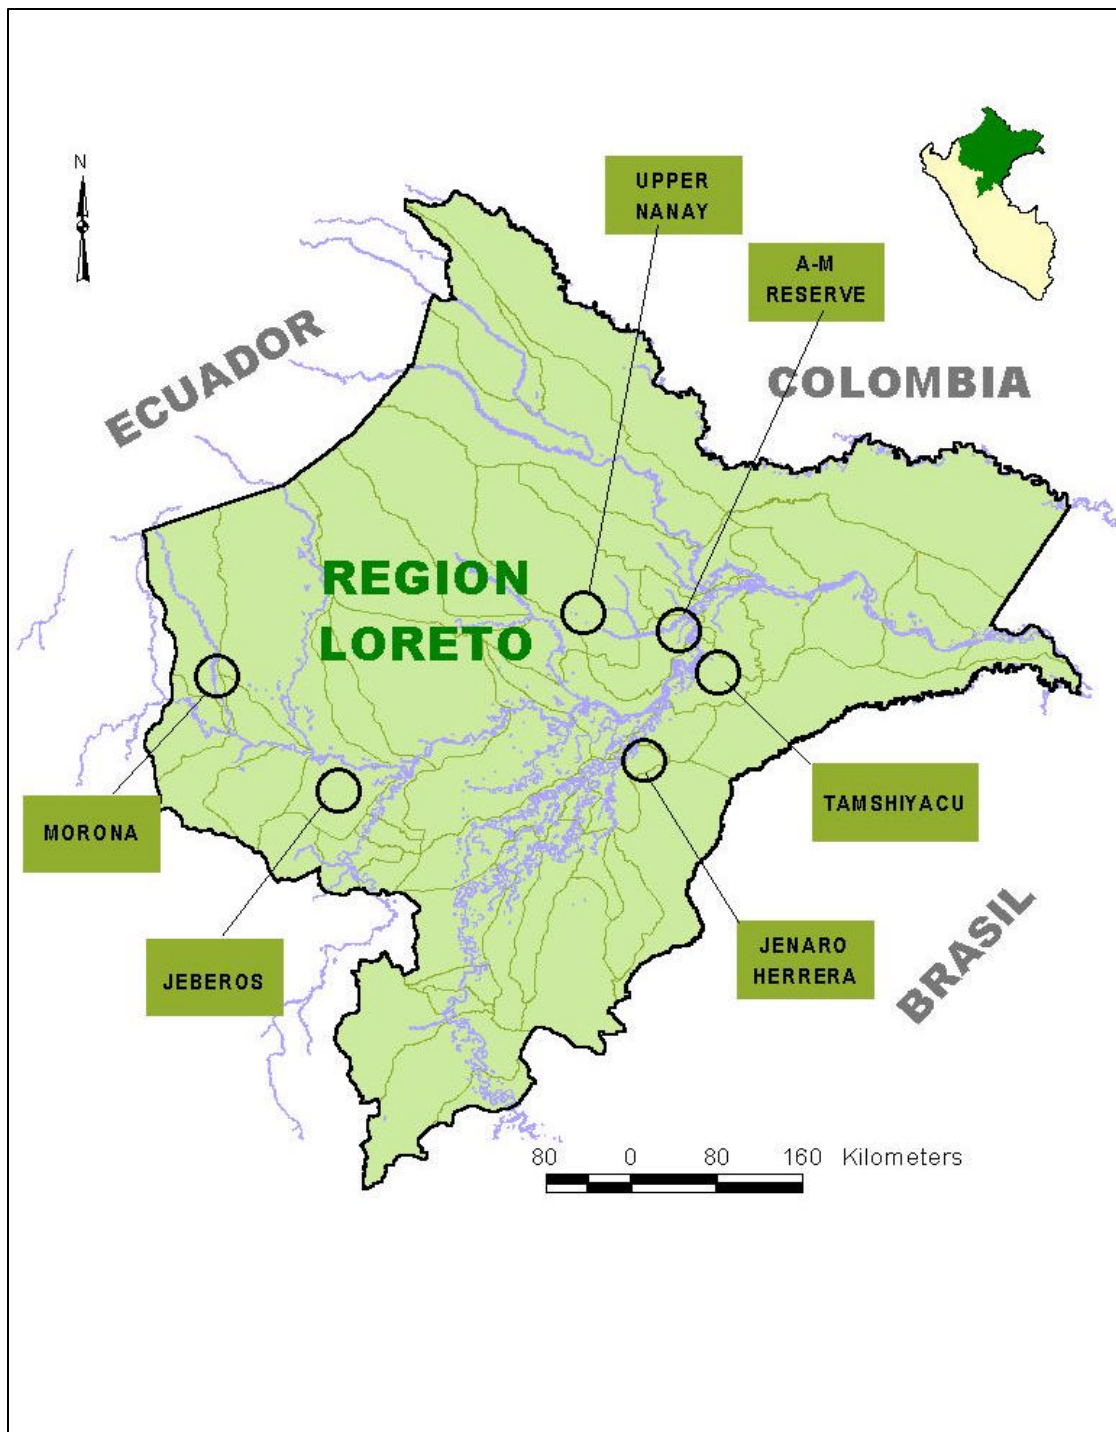 N
UPPER
NANAY
A-M
RESERVE
ECUADOR
COLOMBIA
REGION
LORETO
MORONA
TAMSHIYACU
JEBEROS
JENARO
HERRERA
BRASIL
80 0 80 160 Kilometers